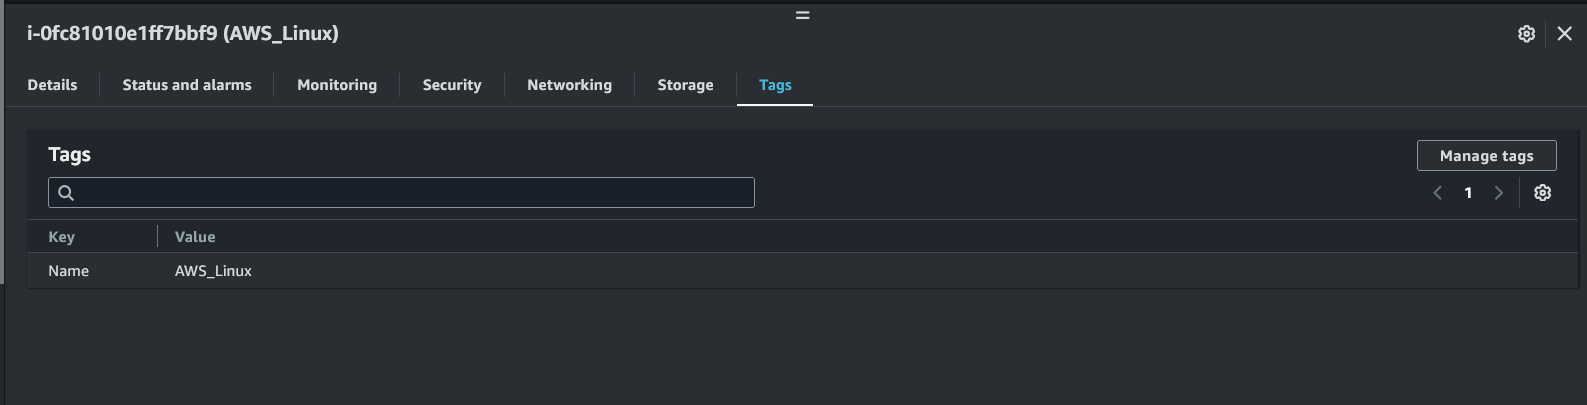 i-0fc81010e1ff7bbf9 (AWS_Linux)
Details Status and alarms Monitoring Security Networking Storage Tags
Tags
Manage tags
1
Key Value
Name AWS_Linux